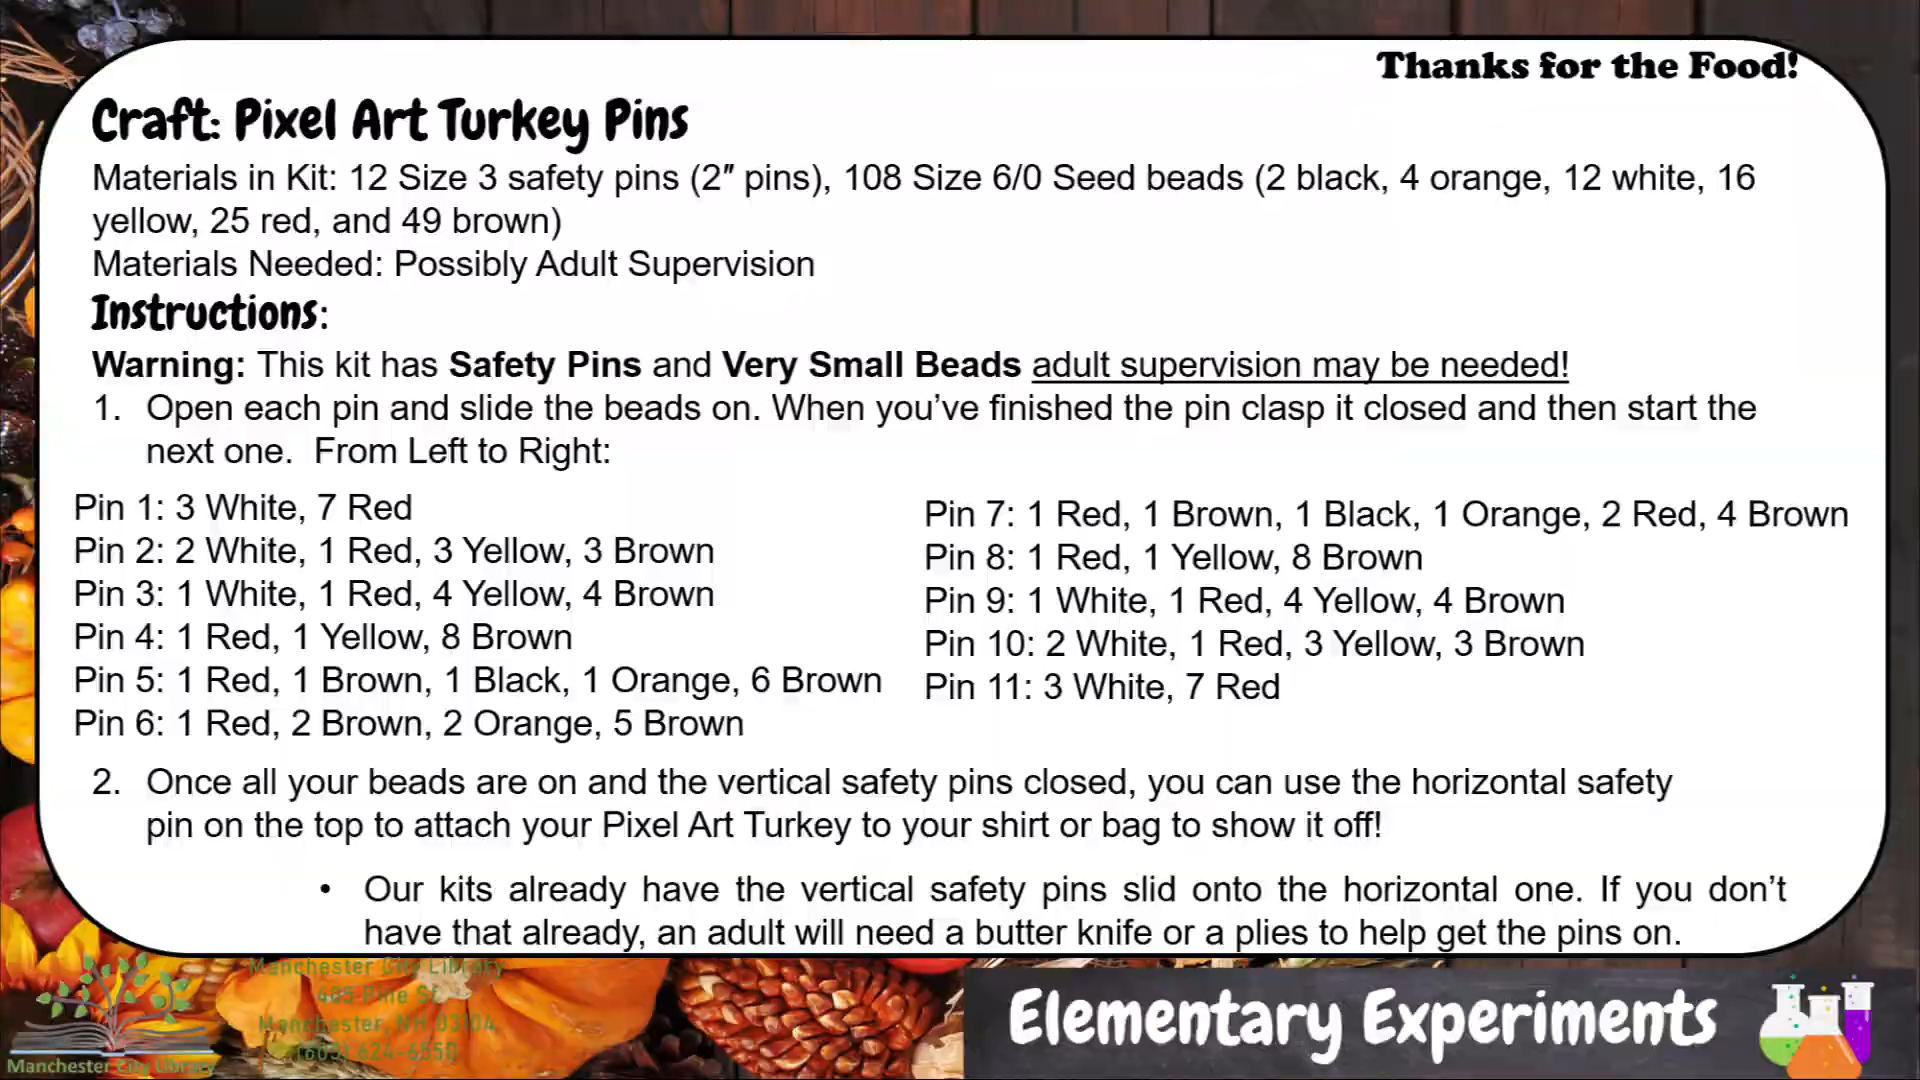 Thanks for the Food!
Craft: Pixel Art Turkey Pins
Materials in Kit: 12 Size 3 safety pins (2″ pins), 108 Size 6/0 Seed beads (2 black, 4 orange, 12 white, 16
yellow, 25 red, and 49 brown)
Materials Needed: Possibly Adult Supervision
Instructions:
Warning: This kit has Safety Pins and Very Small Beads adult supervision may be needed!
1. Open each pin and slide the beads on. When you’ve finished the pin clasp it closed and then start the
next one. From Left to Right:
Pin 1: 3 White, 7 Red
Pin 2: 2 White, 1 Red, 3 Yellow, 3 Brown
Pin 3: 1 White, 1 Red, 4 Yellow, 4 Brown
Pin 4: 1 Red, 1 Yellow, 8 Brown
Pin 5: 1 Red, 1 Brown, 1 Black, 1 Orange, 6 Brown
Pin 6: 1 Red, 2 Brown, 2 Orange, 5 Brown
Pin 7: 1 Red, 1 Brown, 1 Black, 1 Orange, 2 Red, 4 Brown
Pin 8: 1 Red, 1 Yellow, 8 Brown
Pin 9: 1 White, 1 Red, 4 Yellow, 4 Brown
Pin 10: 2 White, 1 Red, 3 Yellow, 3 Brown
Pin 11: 3 White, 7 Red
2. Once all your beads are on and the vertical safety pins closed, you can use the horizontal safety
pin on the top to attach your Pixel Art Turkey to your shirt or bag to show it off!
• Our kits already have the vertical safety pins slid onto the horizontal one. If you don’t
have that already, an adult will need a butter knife or a plies to help get the pins on.
Manchester City Library
405 Pine St
Manchester, NH 03104
(603) 624-6550
Manchester City Library
Elementary Experiments